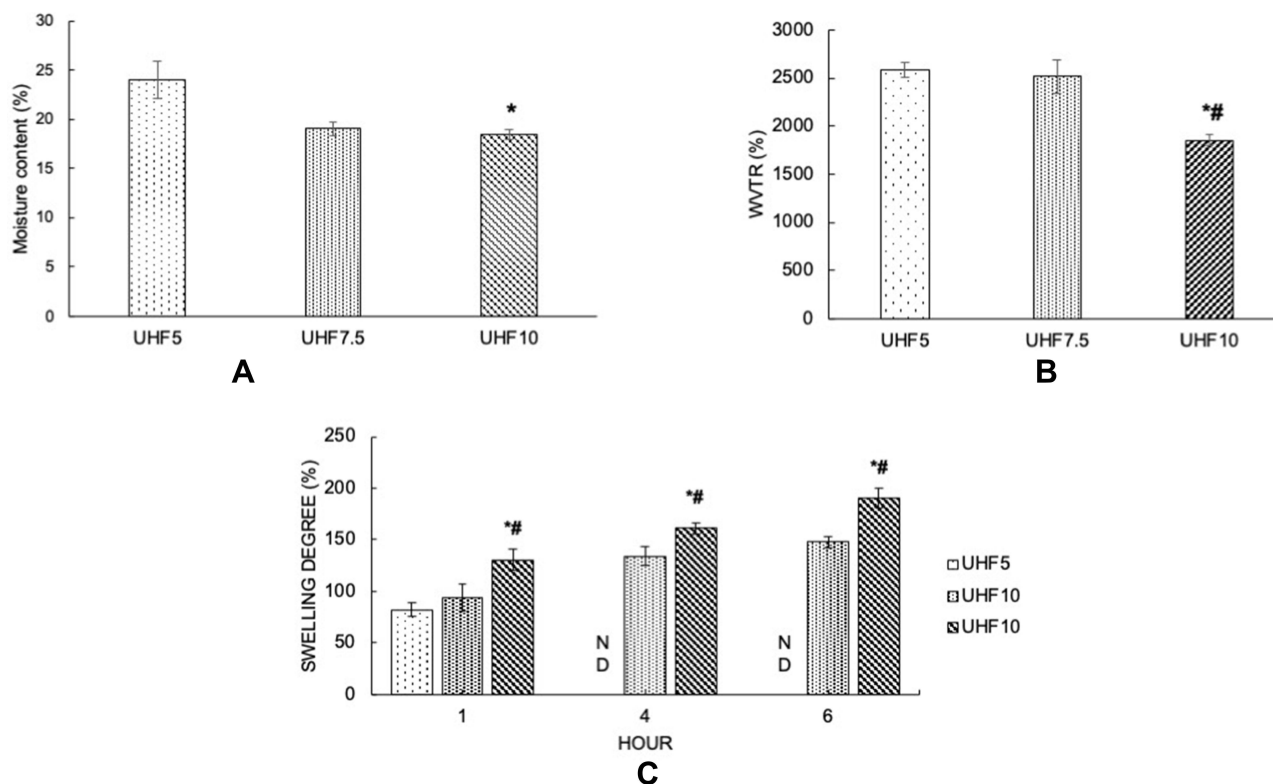 30
25
20
15
10
5
0
Moisture content (%)
*
UHF5 UHF7.5 UHF10
A
3000
2500
2000
1500
1000
500
0
WVTR (%)
*#
UHF5 UHF7.5 UHF10
B
250
200
150
100
50
0
SWELLING DEGREE (%)
*#
*#
*#
N
D
N
D
1 4 6
HOUR
UHF5
UHF10
UHF10
C